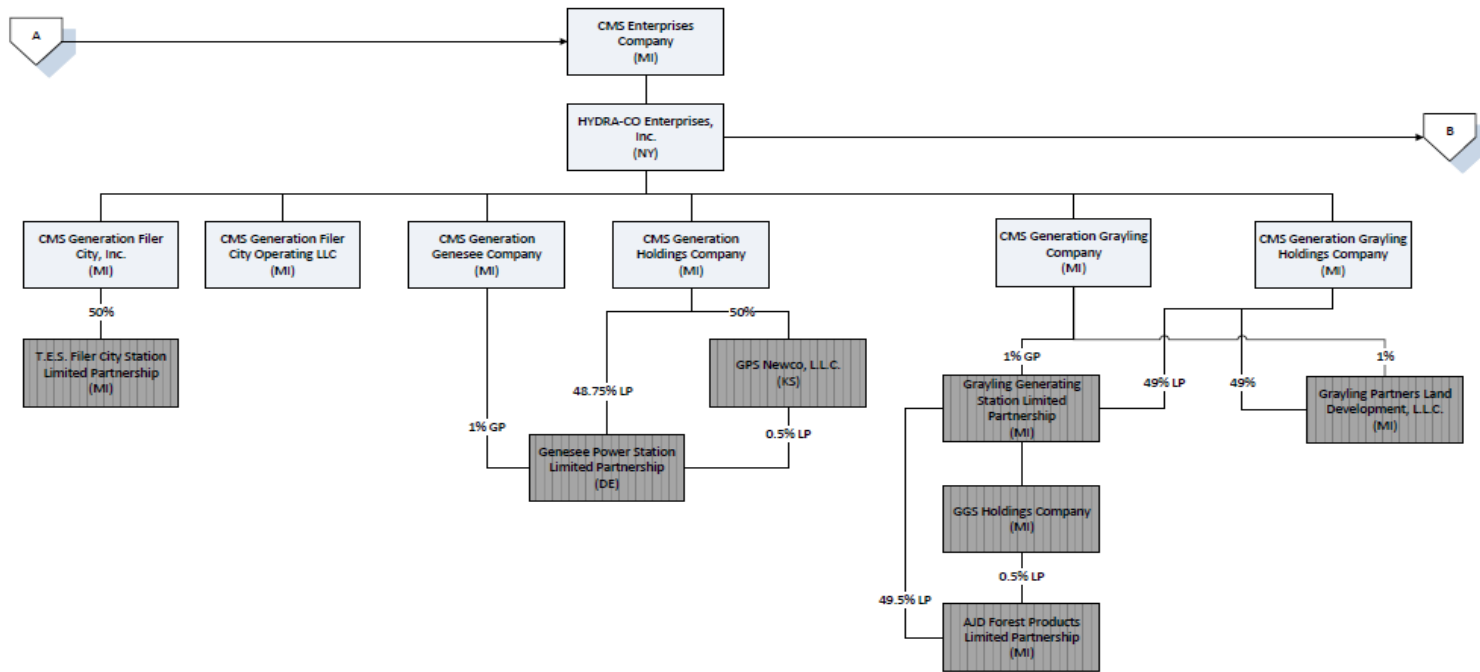 A
CMS Enterprises
Company
(MI)
HYDRA-CO Enterprises,
Inc.
(NY)
B
CMS Generation Filer
City, Inc.
(MI)
CMS Generation Filer
City Operating LLC
(MI)
CMS Generation
Genesee Company
(MI)
CMS Generation
Holdings Company
(MI)
CMS Generation Grayling
Company
(MI)
CMS Generation Grayling
Holdings Company
(MI)
50%
50%
T.E.S. Filer City Station
Limited Partnership
(MI)
GPS Newco, L.L.C.
(KS)
48.75% LP
1% GP
0.5% LP
Genesee Power Station
Limited Partnership
(DE)
1% GP
49% LP
49%
1%
Grayling Generating
Station Limited
Partnership
(MI)
Grayling Partners Land
Development, L.L.C.
(MI)
GGS Holdings Company
(MI)
0.5% LP
49.5% LP
AJD Forest Products
Limited Partnership
(MI)